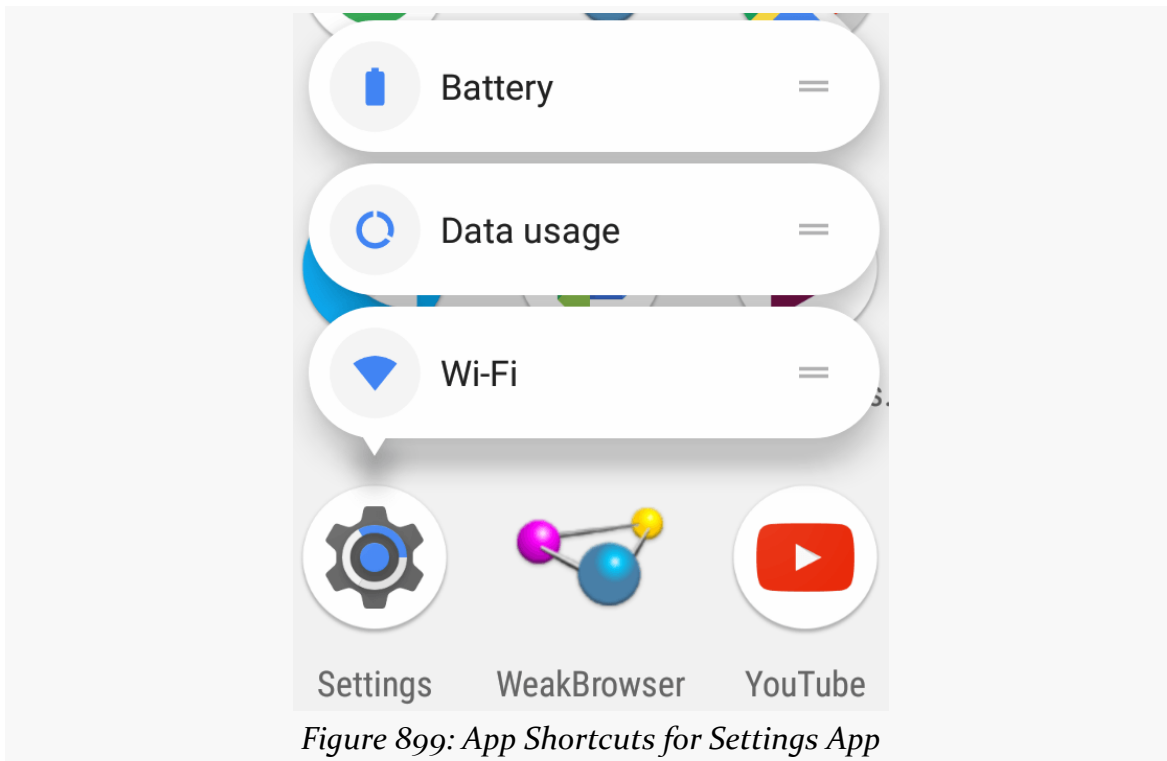 Battery
Data usage
Wi-Fi
s.
Settings WeakBrowser YouTube
Figure 899: App Shortcuts for Settings App